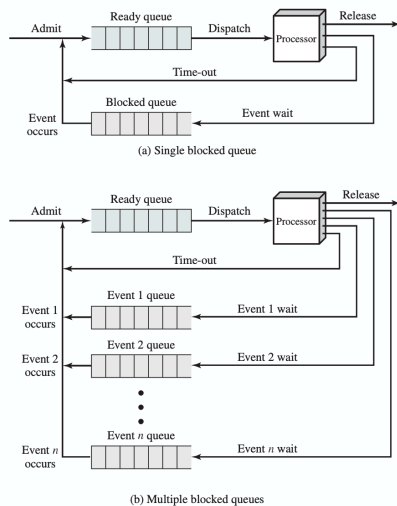 Ready queue
Release
Admit
Dispatch
Processor
Time-out
Blocked queue
Event
occurs
Event wait
(a) Single blocked queue
Ready queue
Release
Admit
Dispatch
Processor
Time-out
Event 1 queue
Event 1
occurs
Event 1 wait
Event 2 queue
Event 2
occurs
Event 2 wait
Event n queue
Event n
occurs
Event n wait
(b) Multiple blocked queues